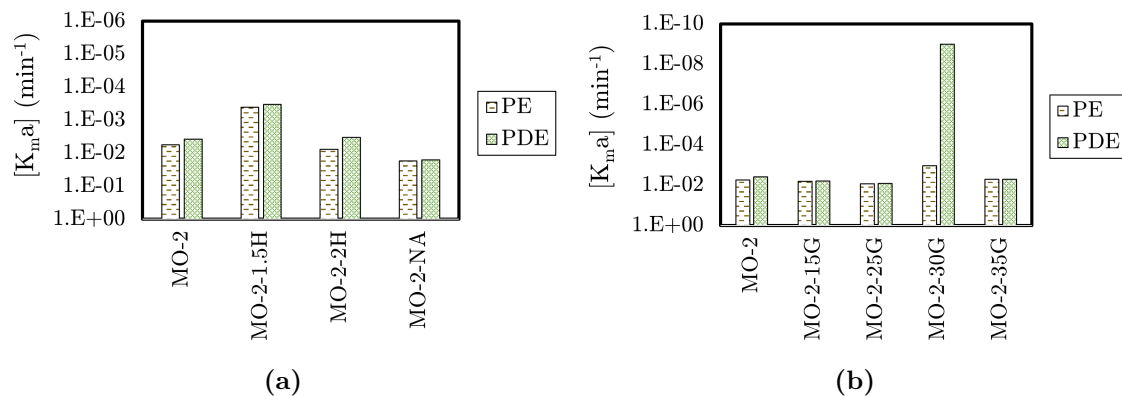 [Kₘa] (min⁻¹)
1.E-06
1.E-05
1.E-04
1.E-03
1.E-02
1.E-01
1.E+00
MO-2
MO-2-1.5H
MO-2-2H
MO-2-NA
PE
PDE
(a)
[Kₘa] (min⁻¹)
1.E-10
1.E-08
1.E-06
1.E-04
1.E-02
1.E+00
MO-2
MO-2-15G
MO-2-25G
MO-2-30G
MO-2-35G
PE
PDE
(b)